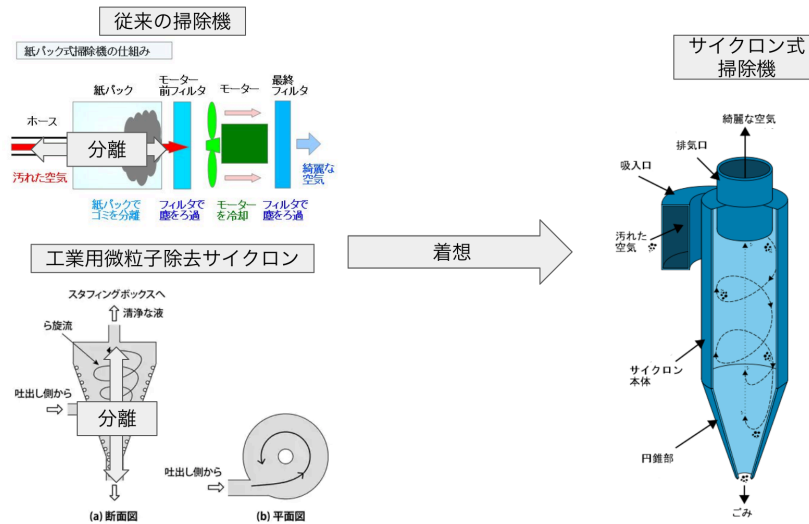 従来の掃除機
紙パック式掃除機の仕組み
紙パック
モーター
前フィルタ
モーター
最終
フィルタ
ホース
分離
汚れた空気
綺麗な
空気
紙パックで
ゴミを分離
フィルタで
塵をろ過
モーター
を冷却
フィルタで
塵をろ過
工業用微粒子除去サイクロン
スタフィングボックスへ
清浄な液
ら旋流
吐出し側から
分離
吐出し側から
(a) 断面図
(b) 平面図
着想
サイクロン式
掃除機
綺麗な空気
排気口
吸入口
汚れた
空気
サイクロン
本体
円錐部
ごみ